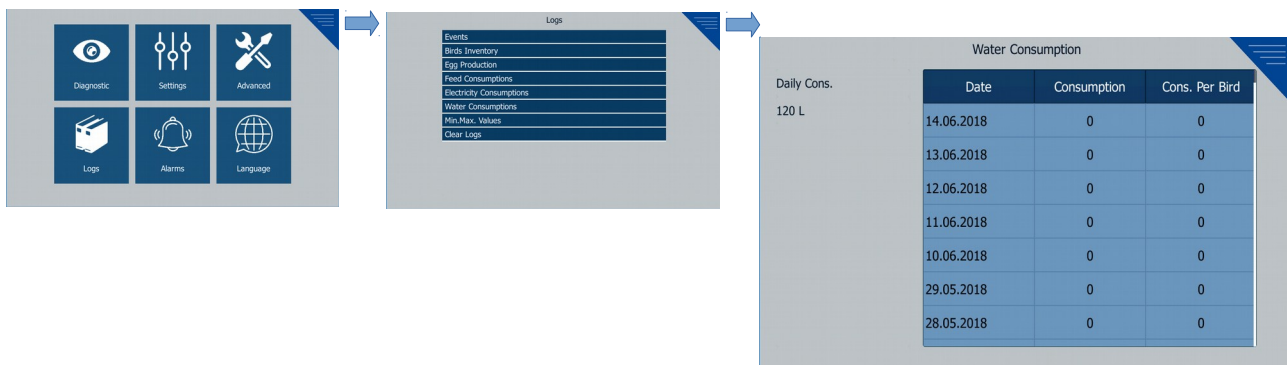 Diagnostic
Settings
Advanced
Logs
Alarms
Language
Logs
Events
Birds Inventory
Egg Production
Feed Consumptions
Electricity Consumptions
Water Consumptions
Min.Max. Values
Clear Logs
Water Consumption
Daily Cons.
120 L
Date Consumption Cons. Per Bird
14.06.2018 0 0
13.06.2018 0 0
12.06.2018 0 0
11.06.2018 0 0
10.06.2018 0 0
29.05.2018 0 0
28.05.2018 0 0